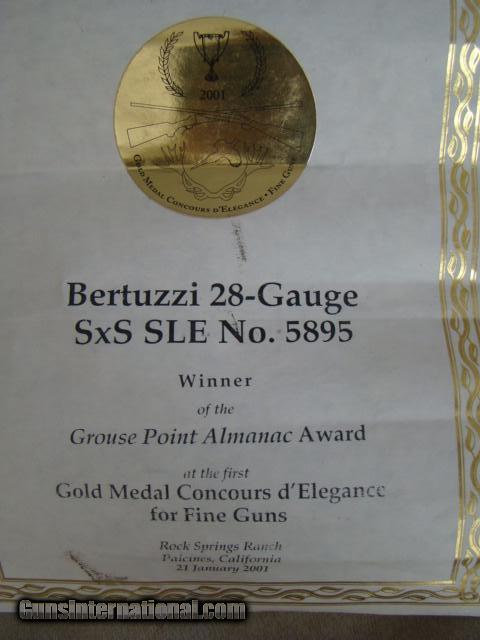 2001
GOLD MEDAL CONCOURS D'ELEGANCE • FINE GUNS
Bertuzzi 28-Gauge
SxS SLE No. 5895
Winner
of the
Grouse Point Almanac Award
at the first
Gold Medal Concours d'Elegance
for Fine Guns
Rock Springs Ranch
Paicines, California
21 January 2001
GunsInternational.com